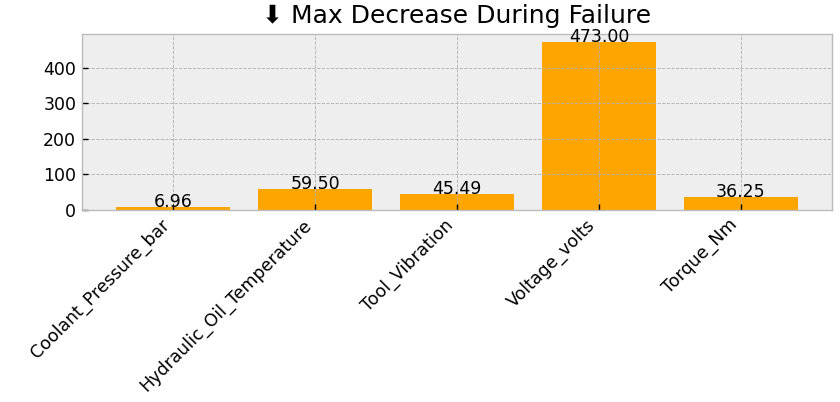 ⬇ Max Decrease During Failure
473.00
400
300
200
100
0
6.96
59.50
45.49
36.25
Coolant_Pressure_bar
Hydraulic_Oil_Temperature
Tool_Vibration
Voltage_volts
Torque_Nm